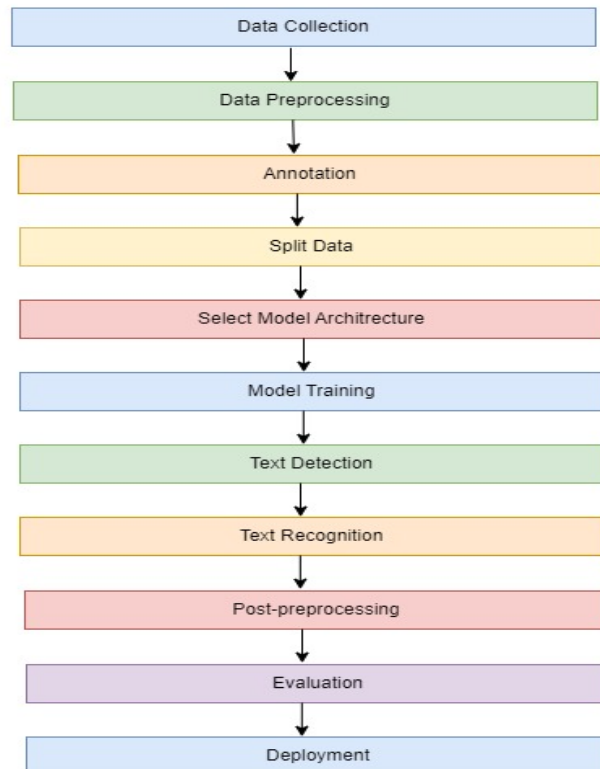 Data Collection
Data Preprocessing
Annotation
Split Data
Select Model Architrecture
Model Training
Text Detection
Text Recognition
Post-preprocessing
Evaluation
Deployment